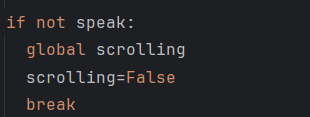 if not speak:
  global scrolling
  scrolling=False
  break